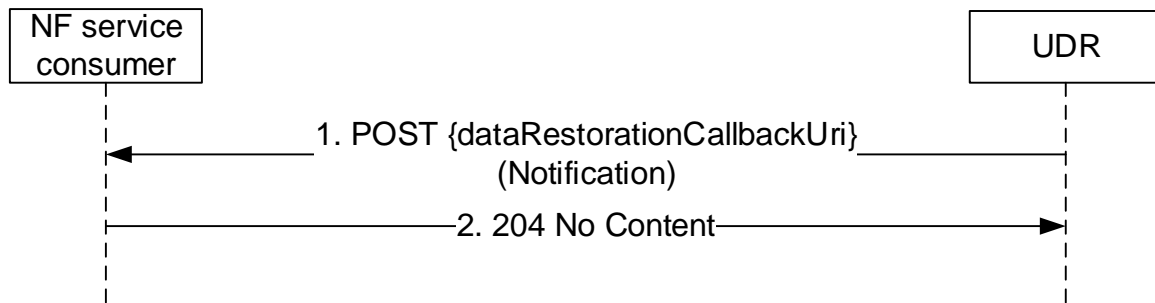 NF service
consumer
UDR
1. POST {dataRestorationCallbackUri}
(Notification)
2. 204 No Content